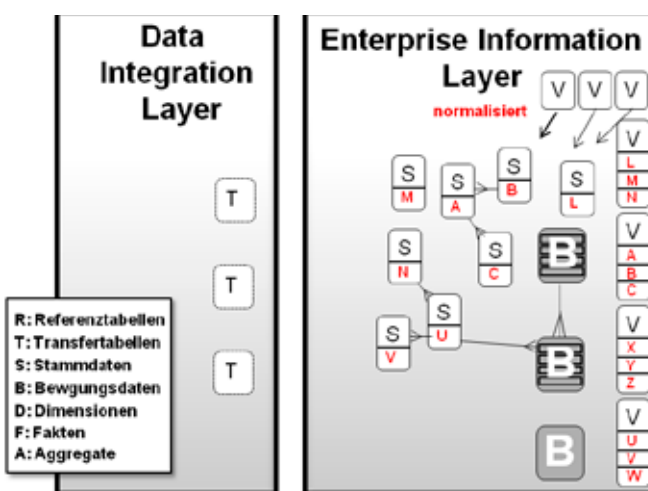 Data
Integration
Layer
T
T
T
R: Referenztabellen
T: Transfertabellen
S: Stammdaten
B: Bewgungsdaten
D: Dimensionen
F: Fakten
A: Aggregate
Enterprise Information
Layer
normalisiert
V V V
S
M
S
A
S
B
S
L
S
C
S
N
S
U
S
V
B
B
B
V
L
M
N
V
A
B
C
V
X
Y
Z
V
U
V
W